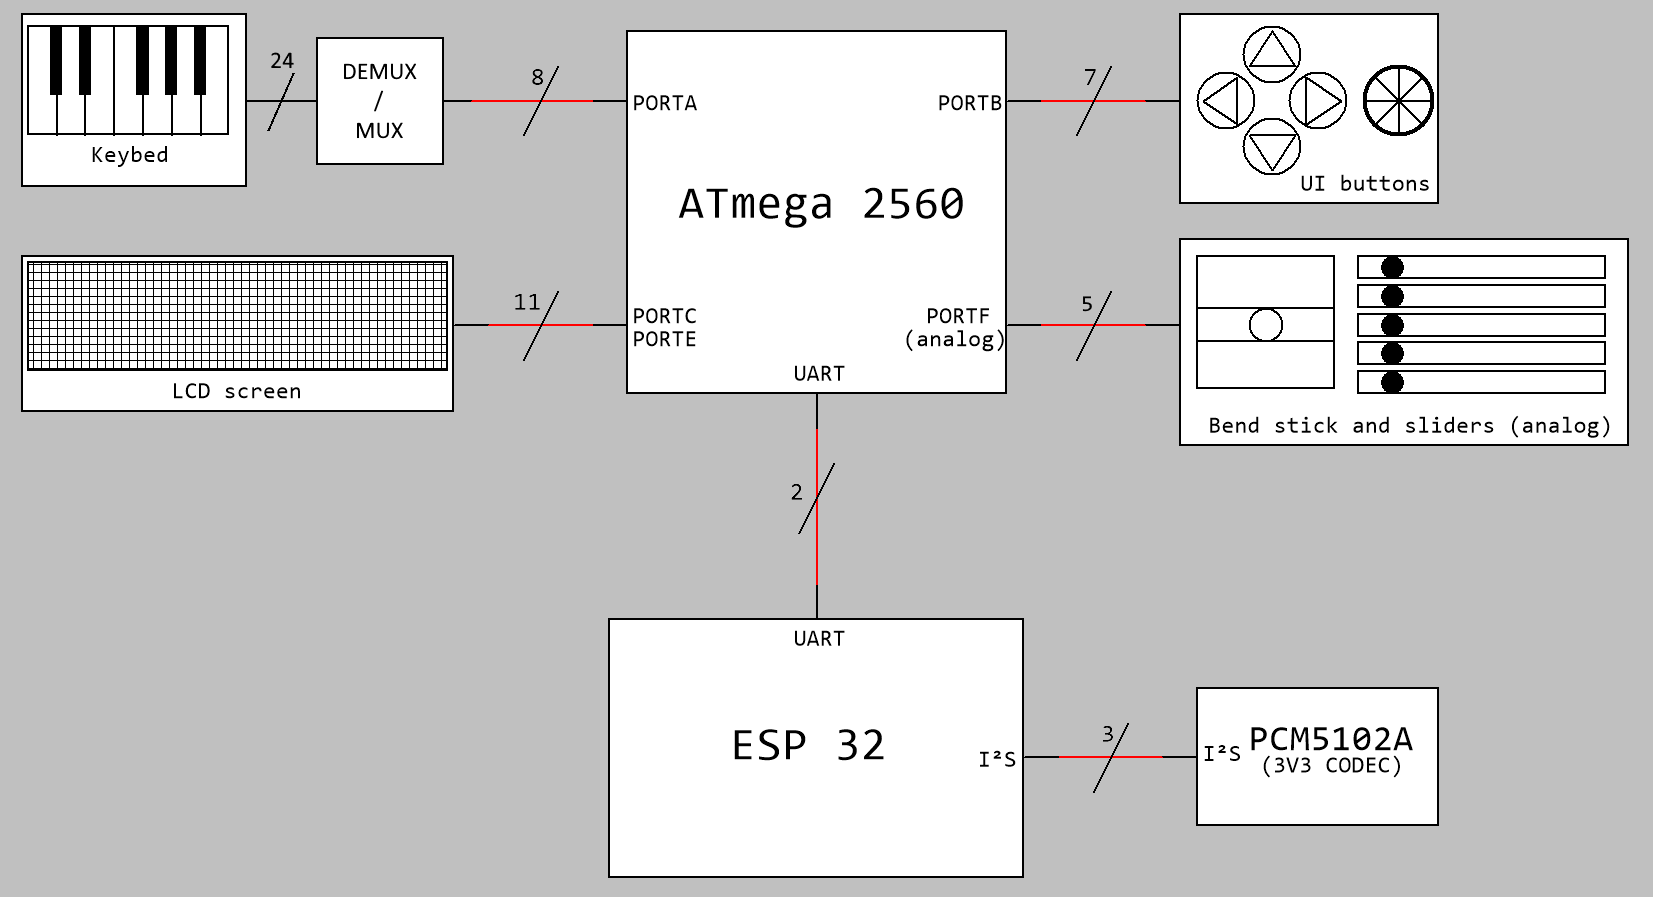 24
DEMUX
/
MUX
Keybed
8
PORTA
7
PORTB
UI buttons
ATmega 2560
11
PORTC
PORTE
LCD screen
PORTF
(analog)
5
Bend stick and sliders (analog)
UART
2
UART
ESP 32
I²S
3
I²S
PCM5102A
(3V3 CODEC)